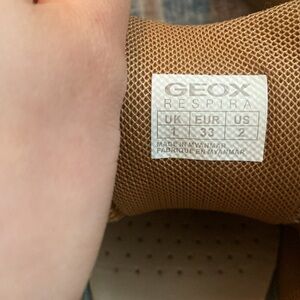 GEOX
RESPIRA
UK EUR US
1 33 2
MADE IN MYANMAR
FABRIQUE EN MYANMAR